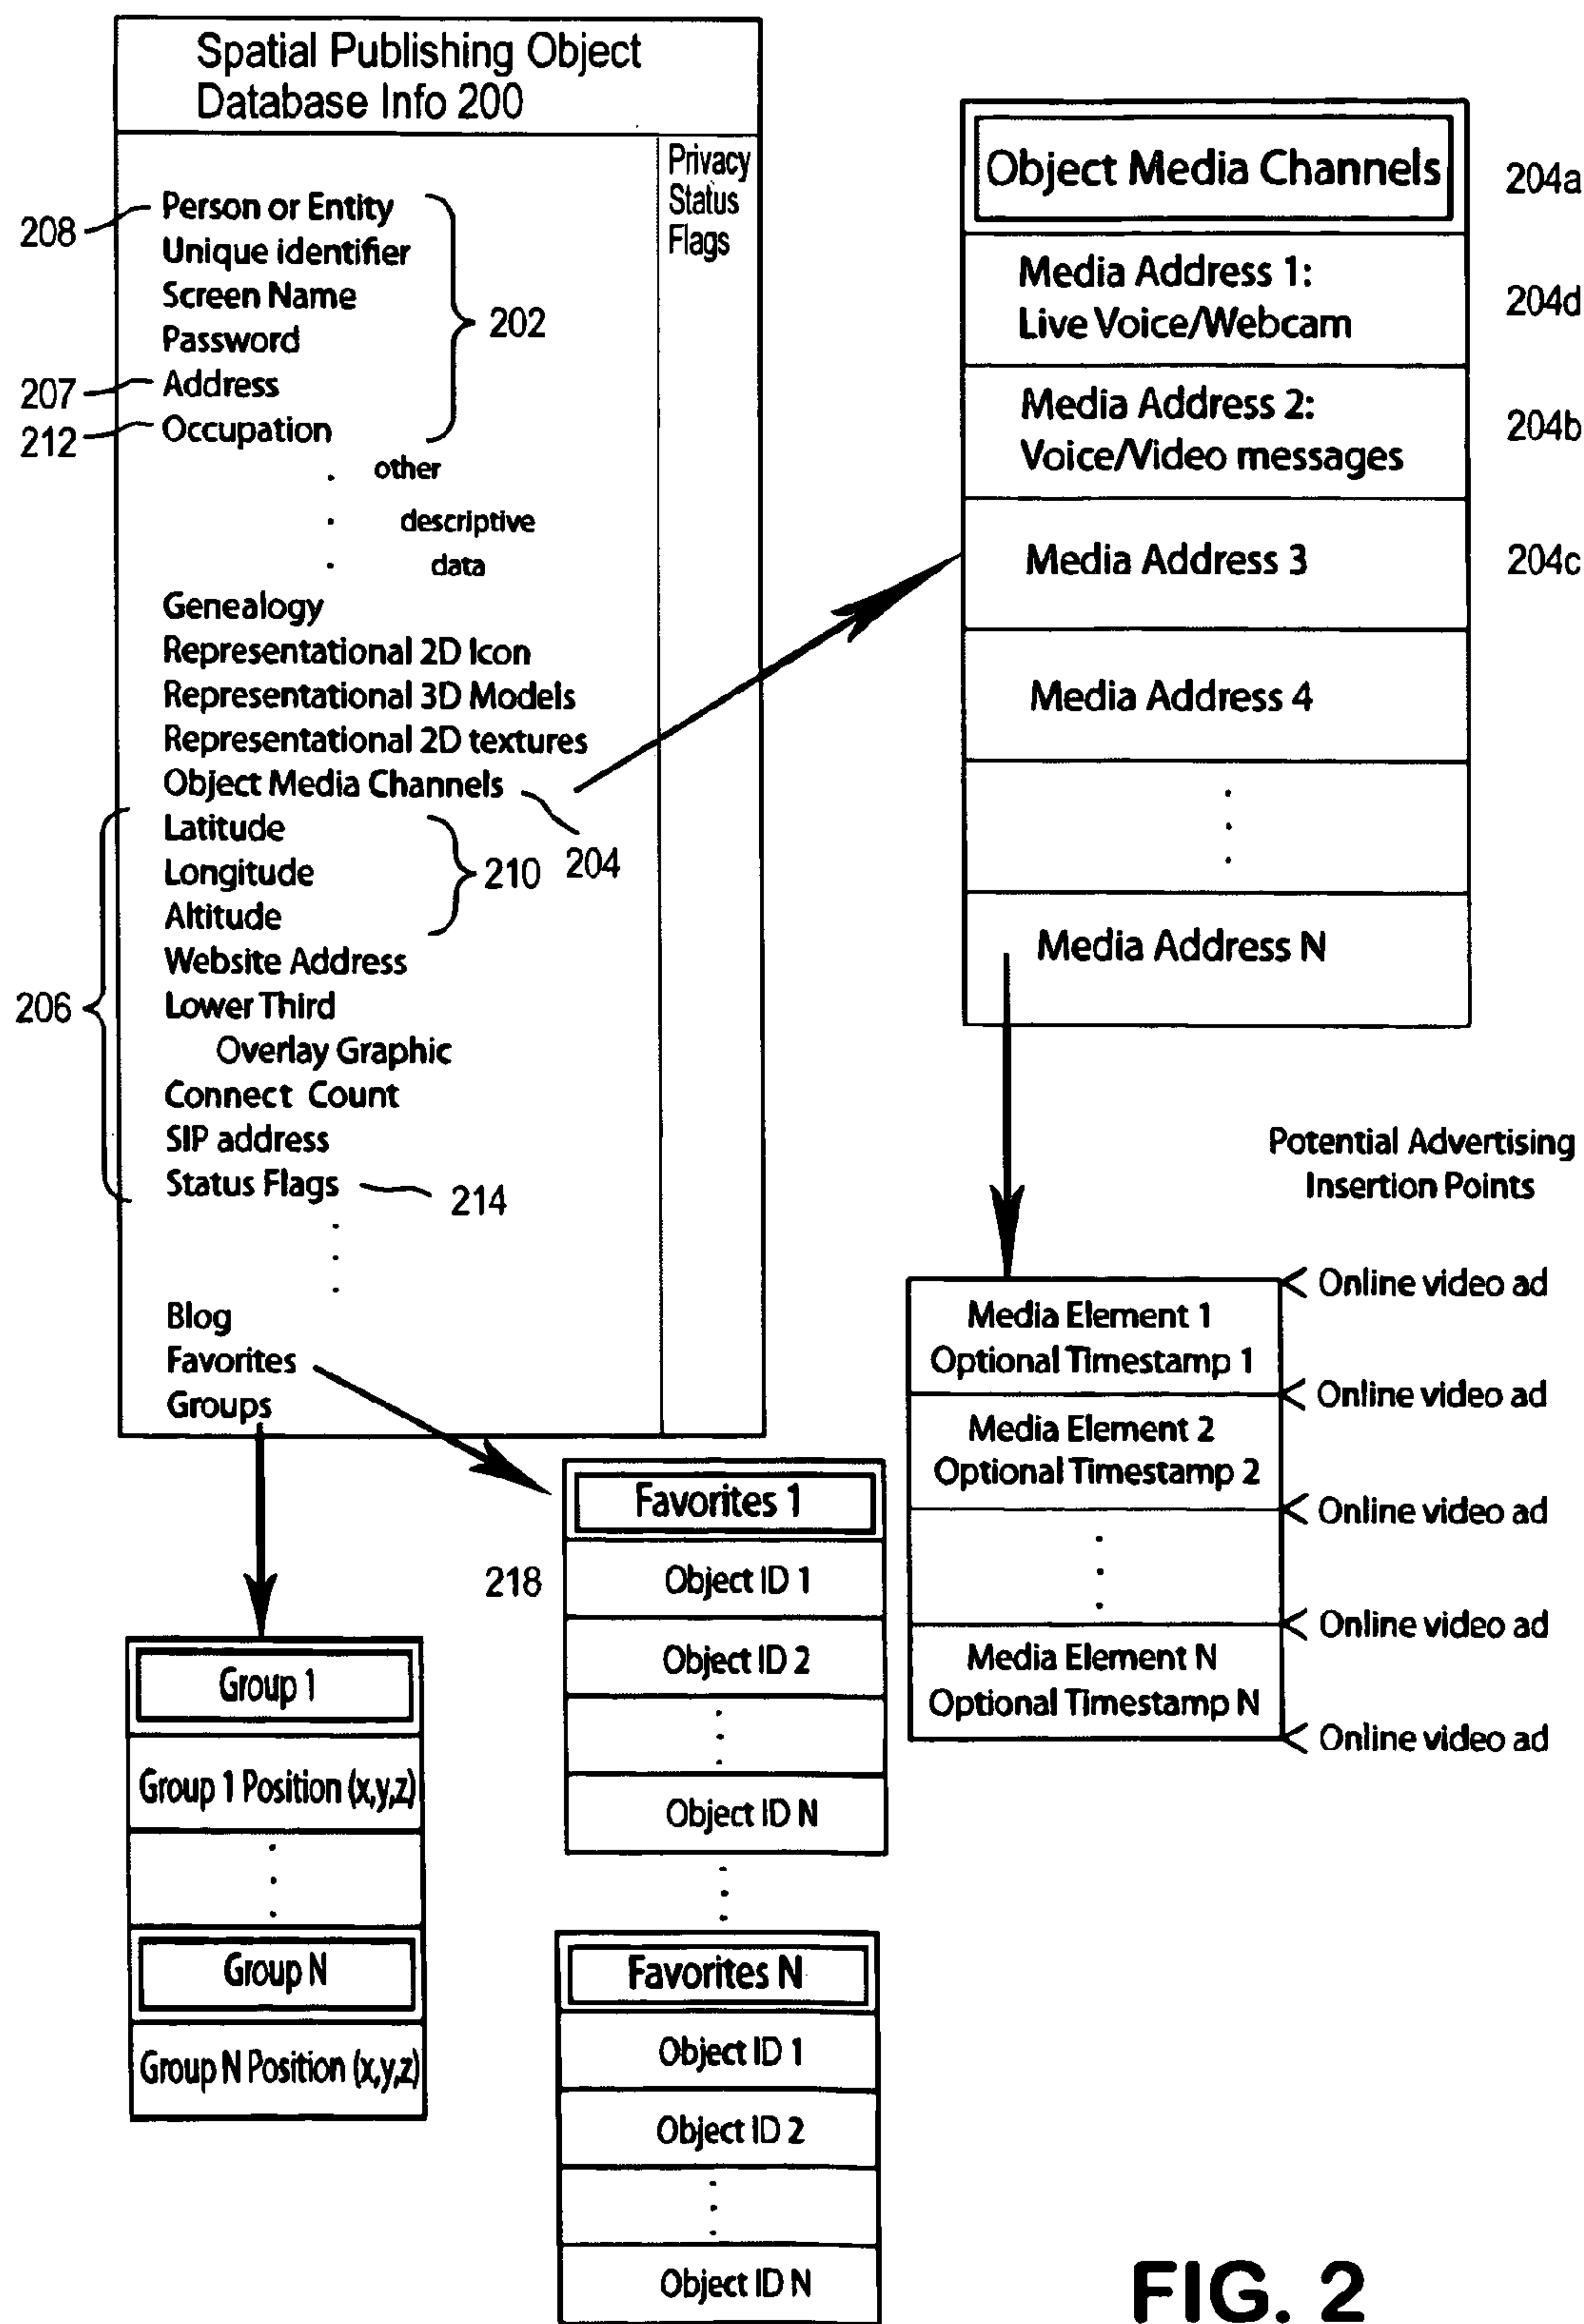 Spatial Publishing Object
Database Info 200
Privacy
Status
Flags
208
Person or Entity
Unique identifier
Screen Name
Password
202
207
Address
212
Occupation
other
descriptive
data
Genealogy
Representational 2D Icon
Representational 3D Models
Representational 2D textures
Object Media Channels
204
206
Latitude
Longitude
Altitude
210
Website Address
Lower Third
Overlay Graphic
Connect Count
SIP address
Status Flags
214
Blog
Favorites
Groups
Object Media Channels
204a
Media Address 1:
Live Voice/Webcam
204d
Media Address 2:
Voice/Video messages
204b
Media Address 3
204c
Media Address 4
Media Address N
Potential Advertising
Insertion Points
Media Element 1
Optional Timestamp 1
Media Element 2
Optional Timestamp 2
Media Element N
Optional Timestamp N
Online video ad
Online video ad
Online video ad
Online video ad
Online video ad
218
Favorites 1
Object ID 1
Object ID 2
Object ID N
Favorites N
Object ID 1
Object ID 2
Object ID N
Group 1
Group 1 Position (x,y,z)
Group N
Group N Position (x,y,z)
FIG. 2